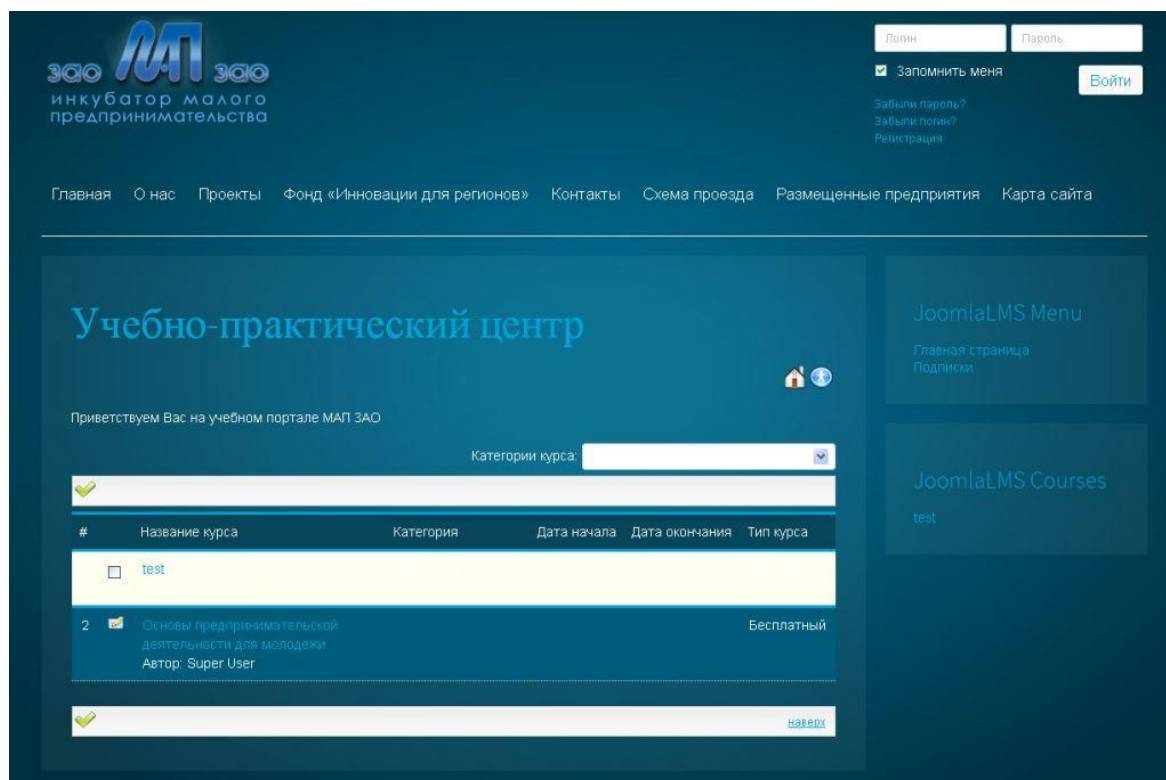 зао МП зао
инкубатор малого
предпринимательства
Логин
Пароль
Запомнить меня
Войти
Забыли пароль?
Забыли логин?
Регистрация
Главная О нас Проекты Фонд «Инновации для регионов» Контакты Схема проезда Размещенные предприятия Карта сайта
Учебно-практический центр
Приветствуем Вас на учебном портале МАП ЗАО
Категории курса:
# Название курса Категория Дата начала Дата окончания Тип курса
test
2 Основы предпринимательской
деятельности для молодежи
Автор: Super User
Бесплатный
наверх
JoomlaLMS Menu
Главная страница
Подписки
JoomlaLMS Courses
test